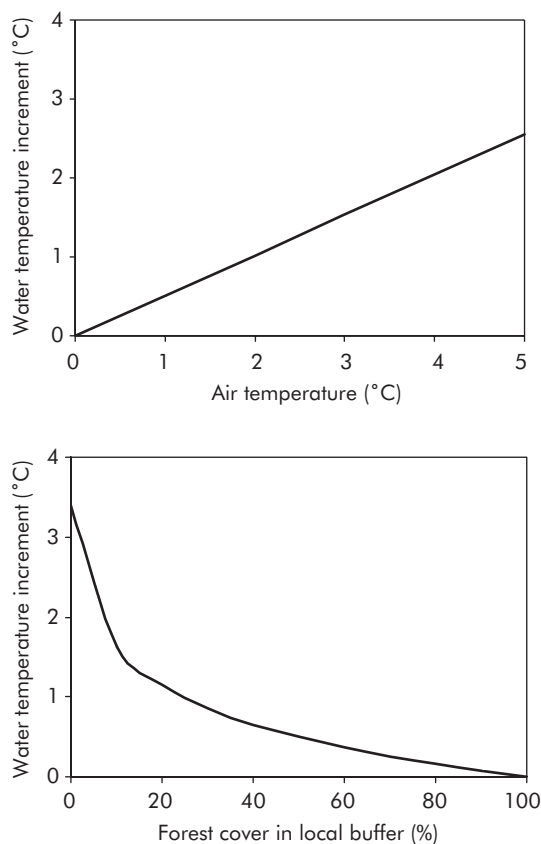 Water temperature increment (˚C)
4
3
2
1
0
0 1 2 3 4 5
Air temperature (˚C)
Water temperature increment (˚C)
4
3
2
1
0
0 20 40 60 80 100
Forest cover in local buffer (%)